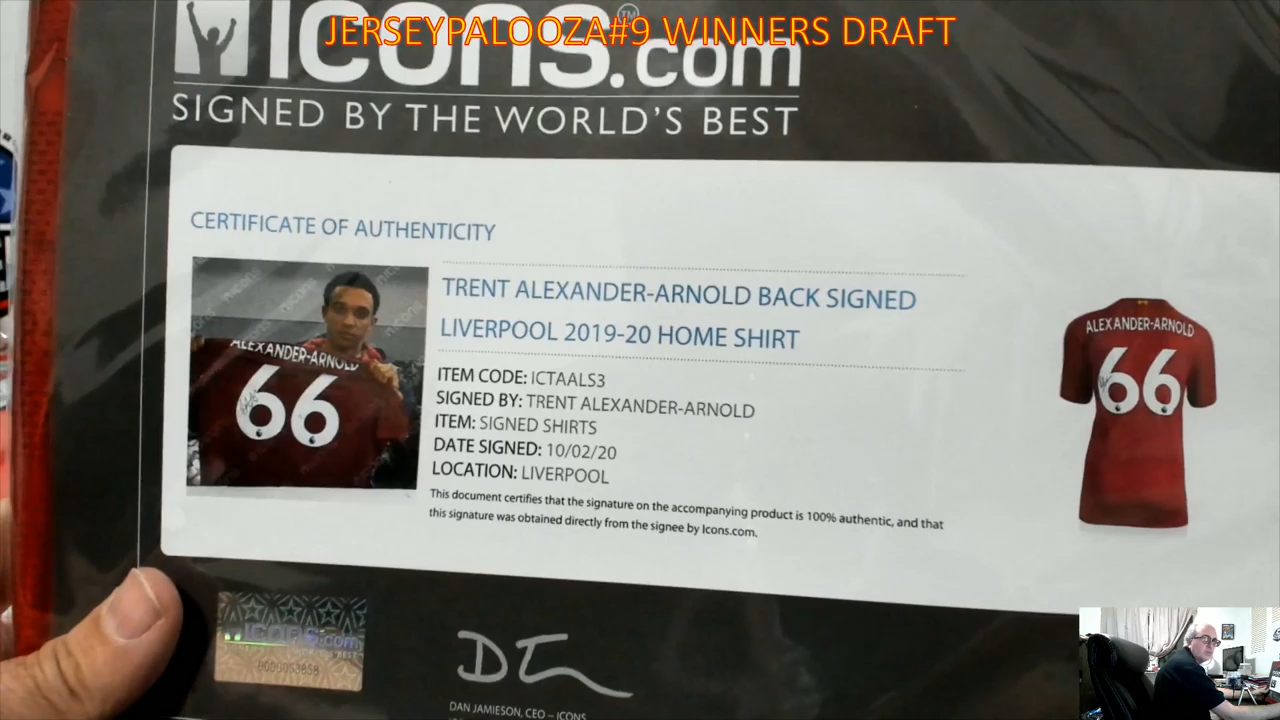 JERSEYPALOOZA#9 WINNERS DRAFT
Icons.com
TM
SIGNED BY THE WORLD'S BEST
CERTIFICATE OF AUTHENTICITY
ALEXANDER-ARNOLD
66
TRENT ALEXANDER-ARNOLD BACK SIGNED
LIVERPOOL 2019-20 HOME SHIRT
ITEM CODE: ICTAALS3
SIGNED BY: TRENT ALEXANDER-ARNOLD
ITEM: SIGNED SHIRTS
DATE SIGNED: 10/02/20
LOCATION: LIVERPOOL
This document certifies that the signature on the accompanying product is 100% authentic, and that
this signature was obtained directly from the signee by Icons.com.
ALEXANDER-ARNOLD
66
Icons.com
DAN JAMIESON, CEO – ICONS